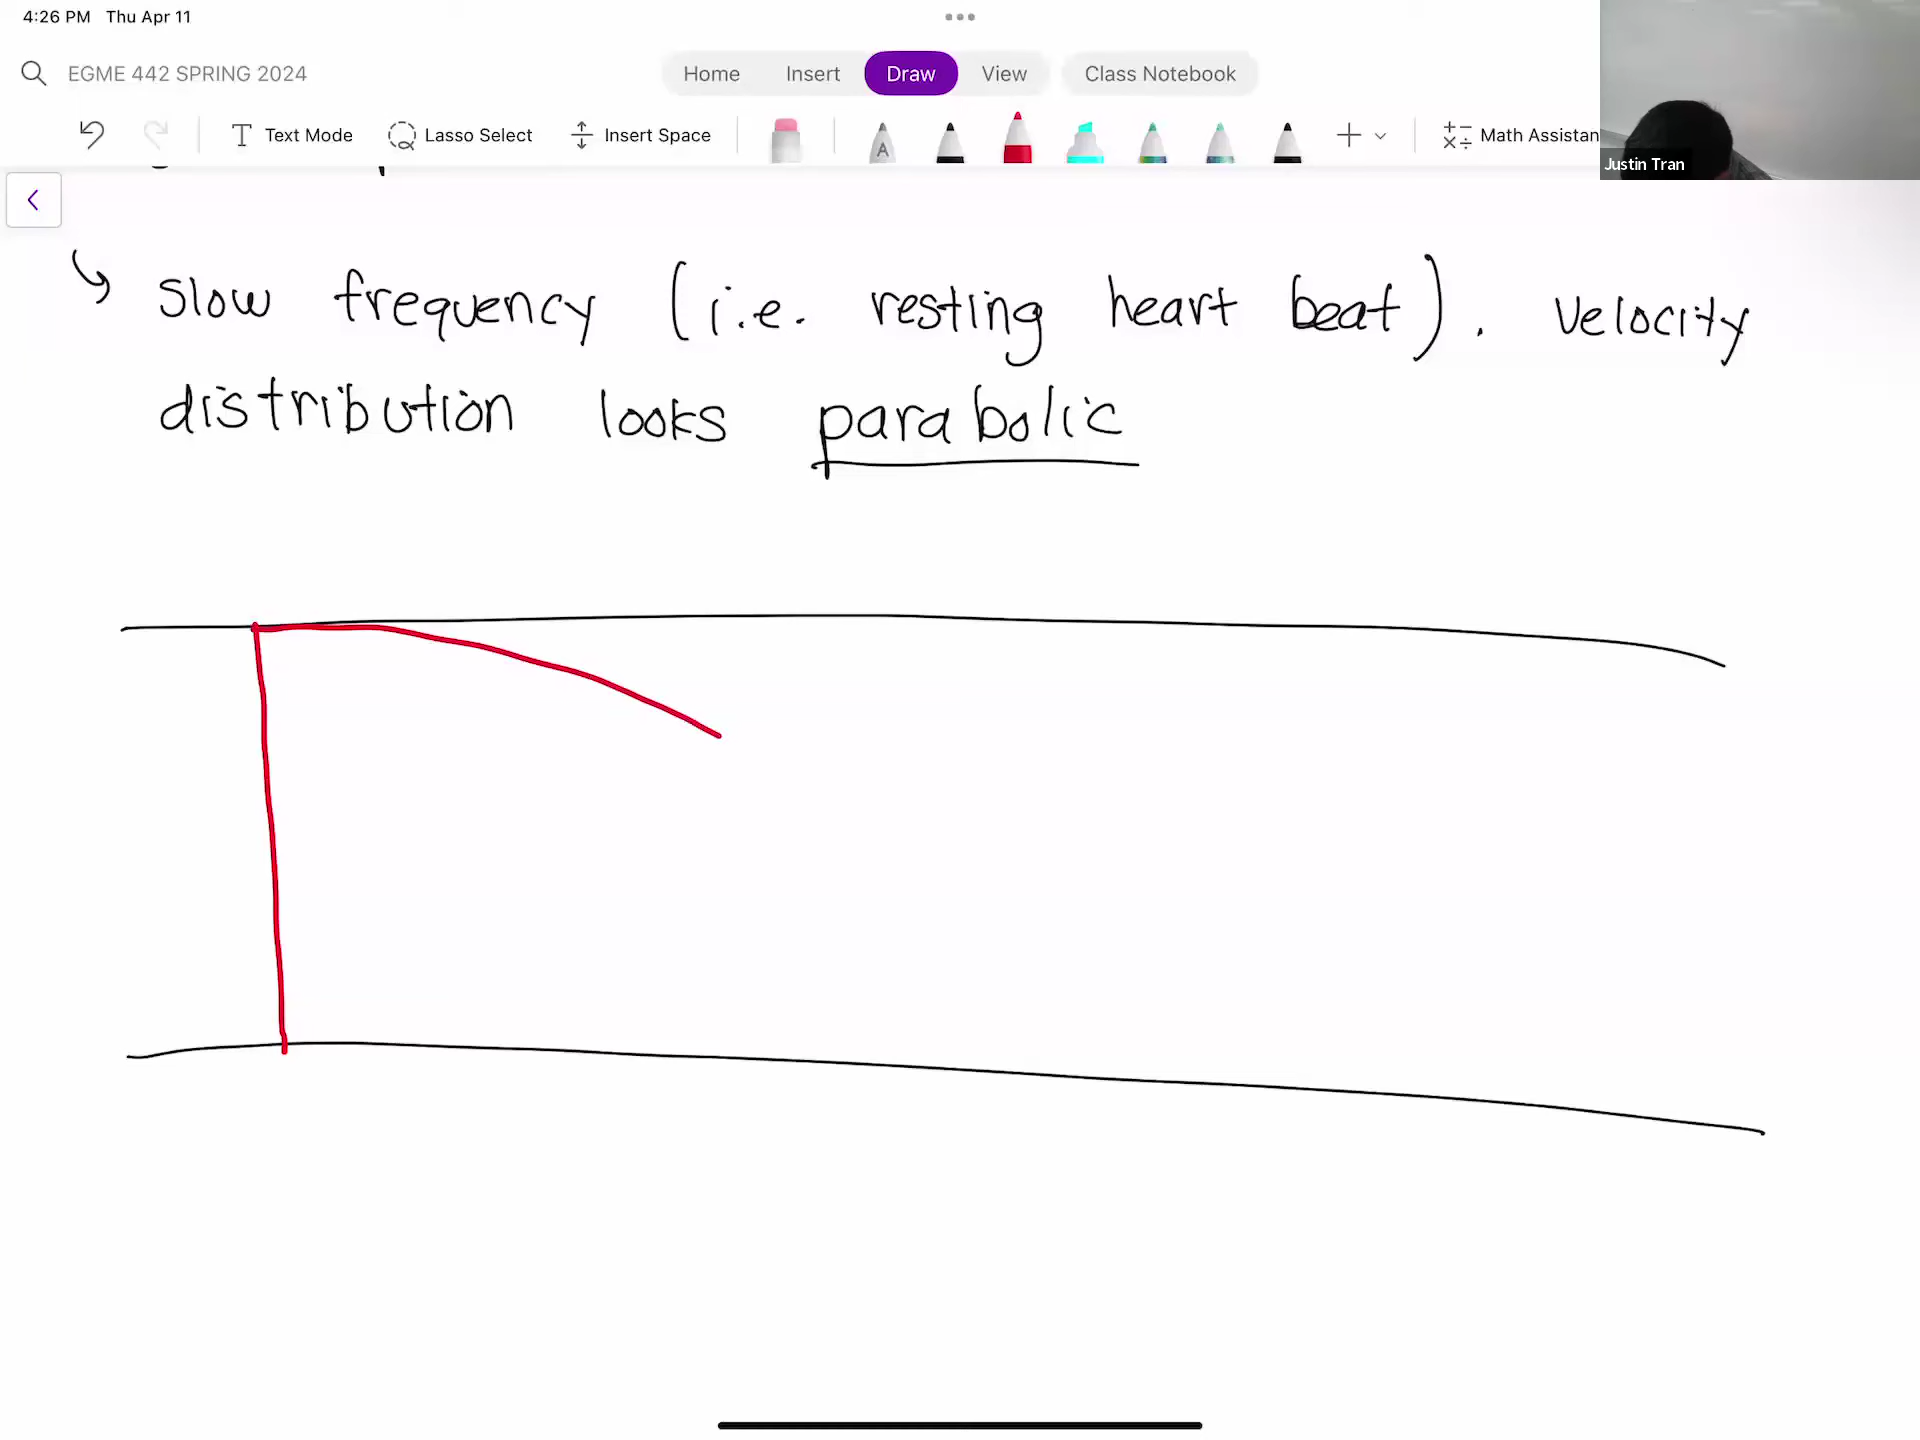 4:26 PM Thu Apr 11
EGME 442 SPRING 2024
Home Insert Draw View Class Notebook
Text Mode Lasso Select Insert Space A Math Assistan
Justin Tran
slow frequency (i.e. resting heart beat). Velocity
distribution looks parabolic